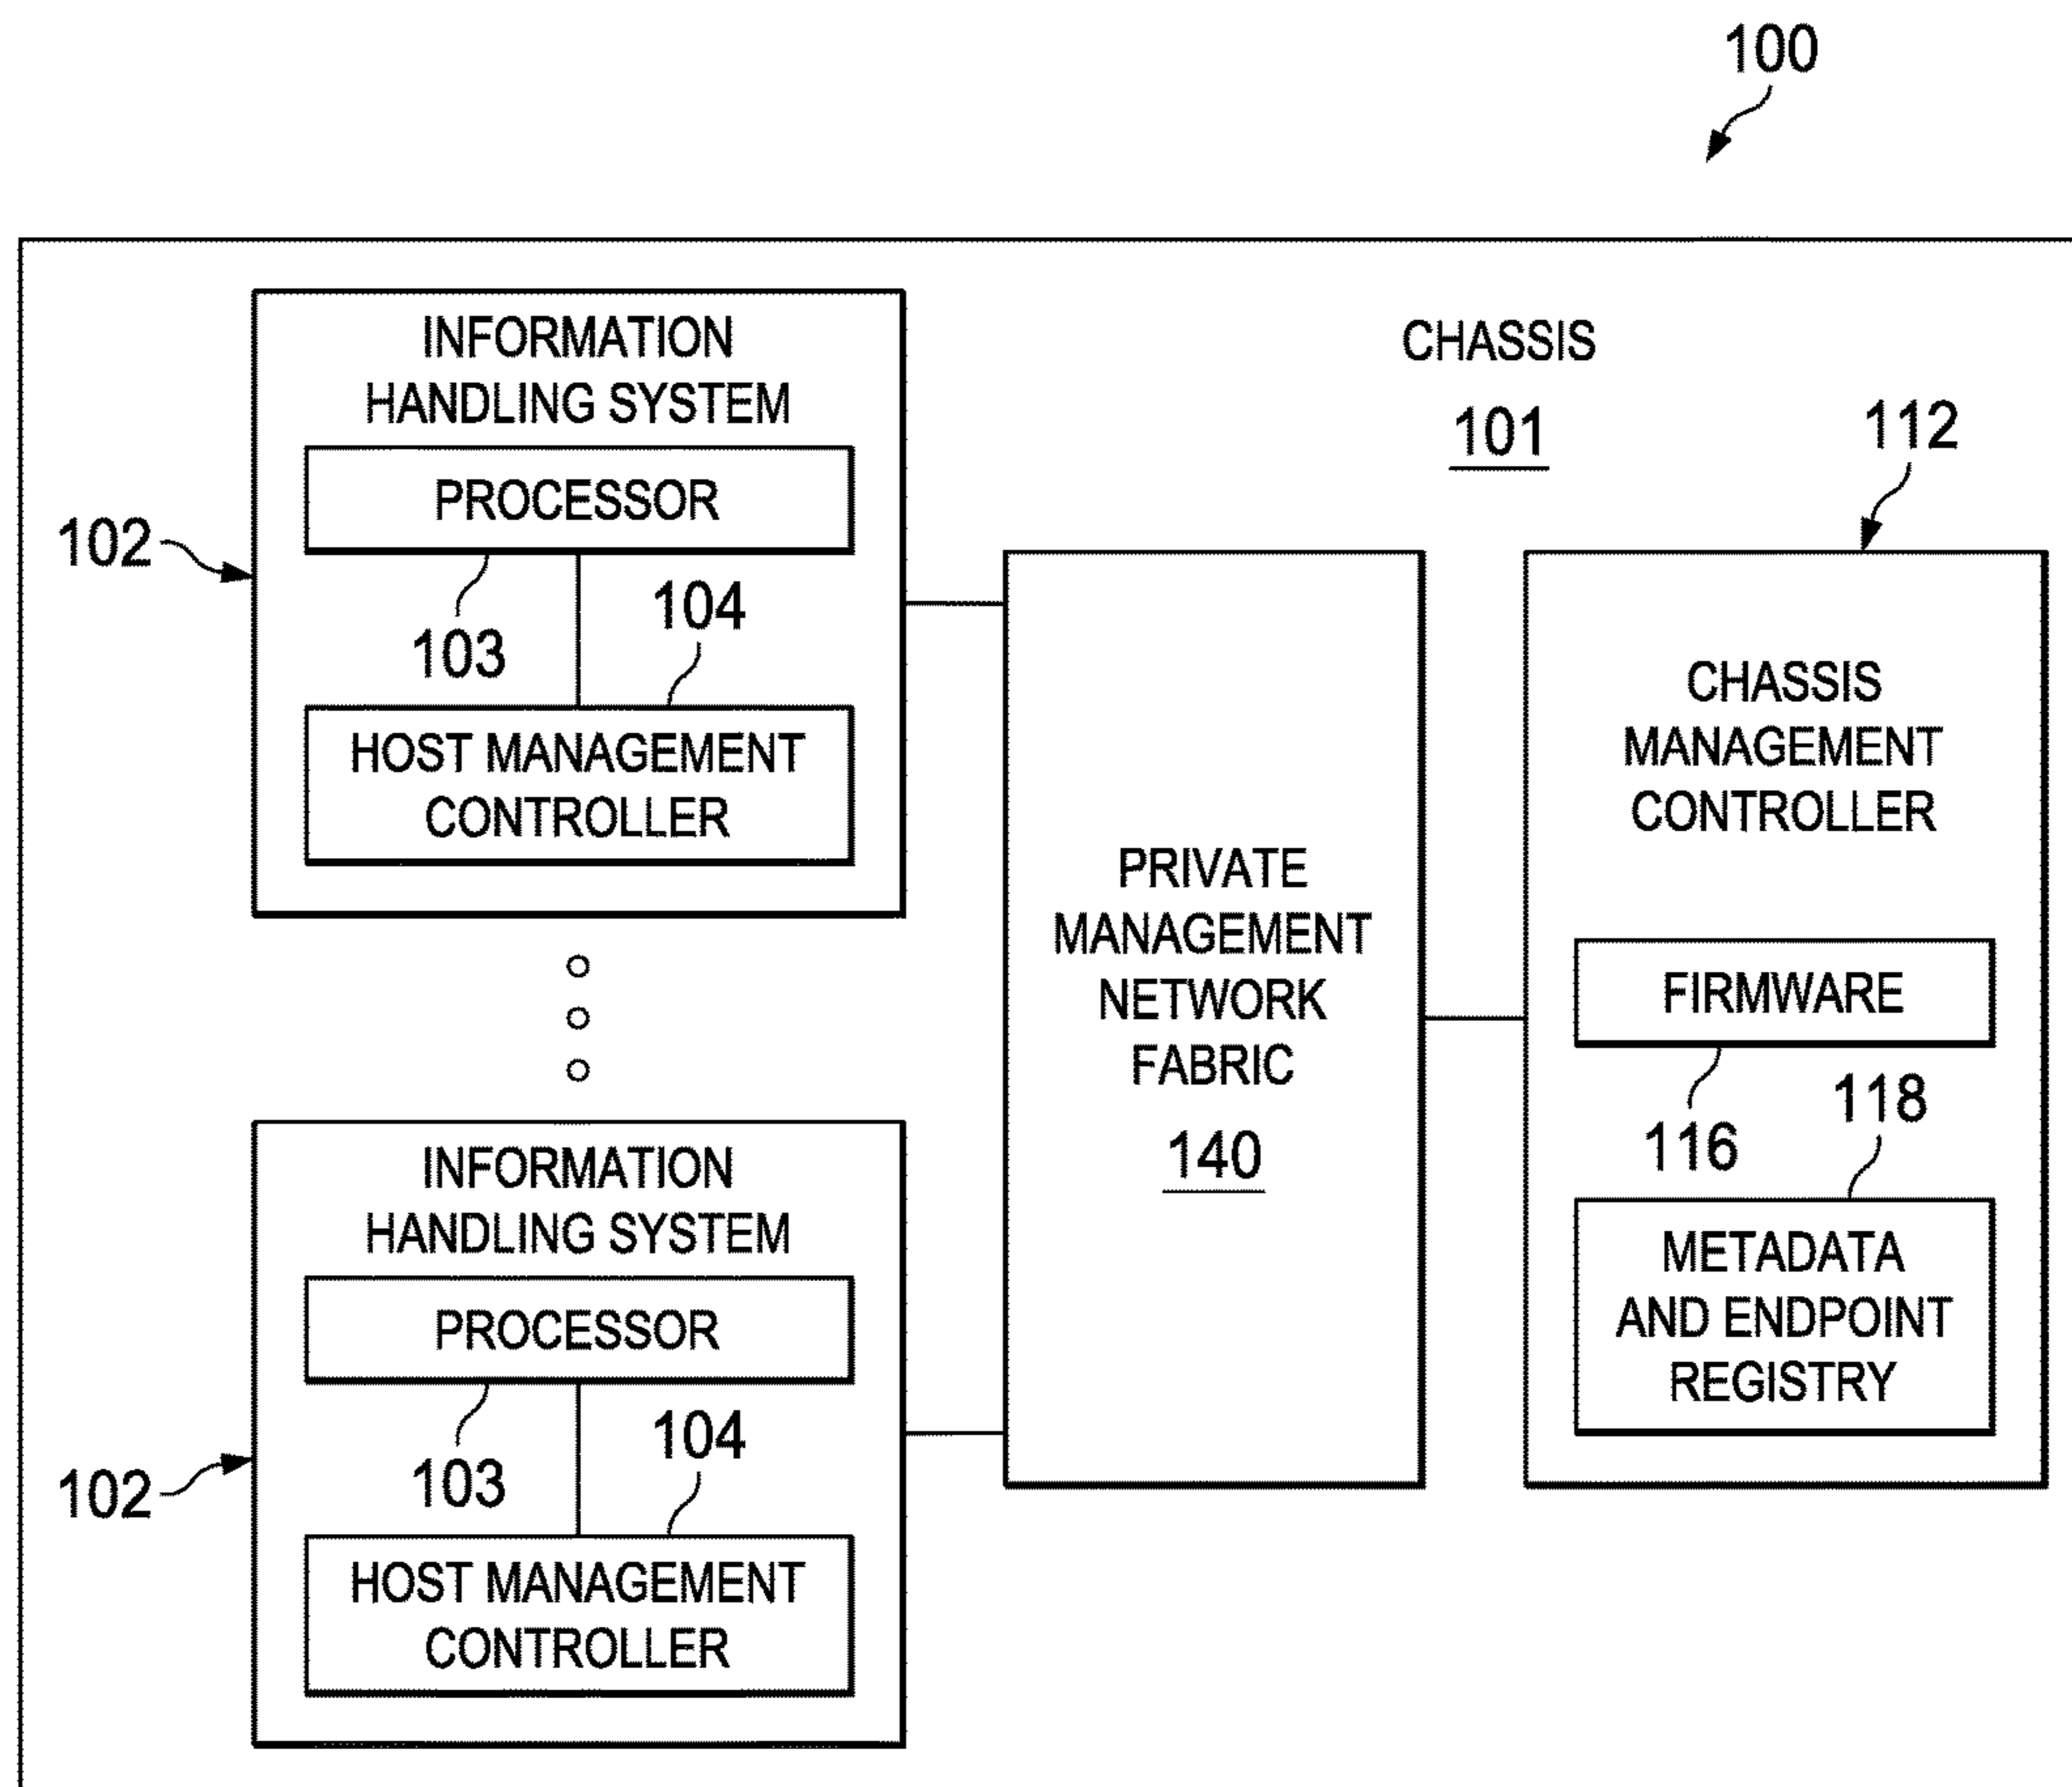 100
CHASSIS
101
112
INFORMATION
HANDLING SYSTEM
PROCESSOR
102
103
104
HOST MANAGEMENT
CONTROLLER
INFORMATION
HANDLING SYSTEM
PROCESSOR
102
103
104
HOST MANAGEMENT
CONTROLLER
PRIVATE
MANAGEMENT
NETWORK
FABRIC
140
CHASSIS
MANAGEMENT
CONTROLLER
FIRMWARE
116
118
METADATA
AND ENDPOINT
REGISTRY